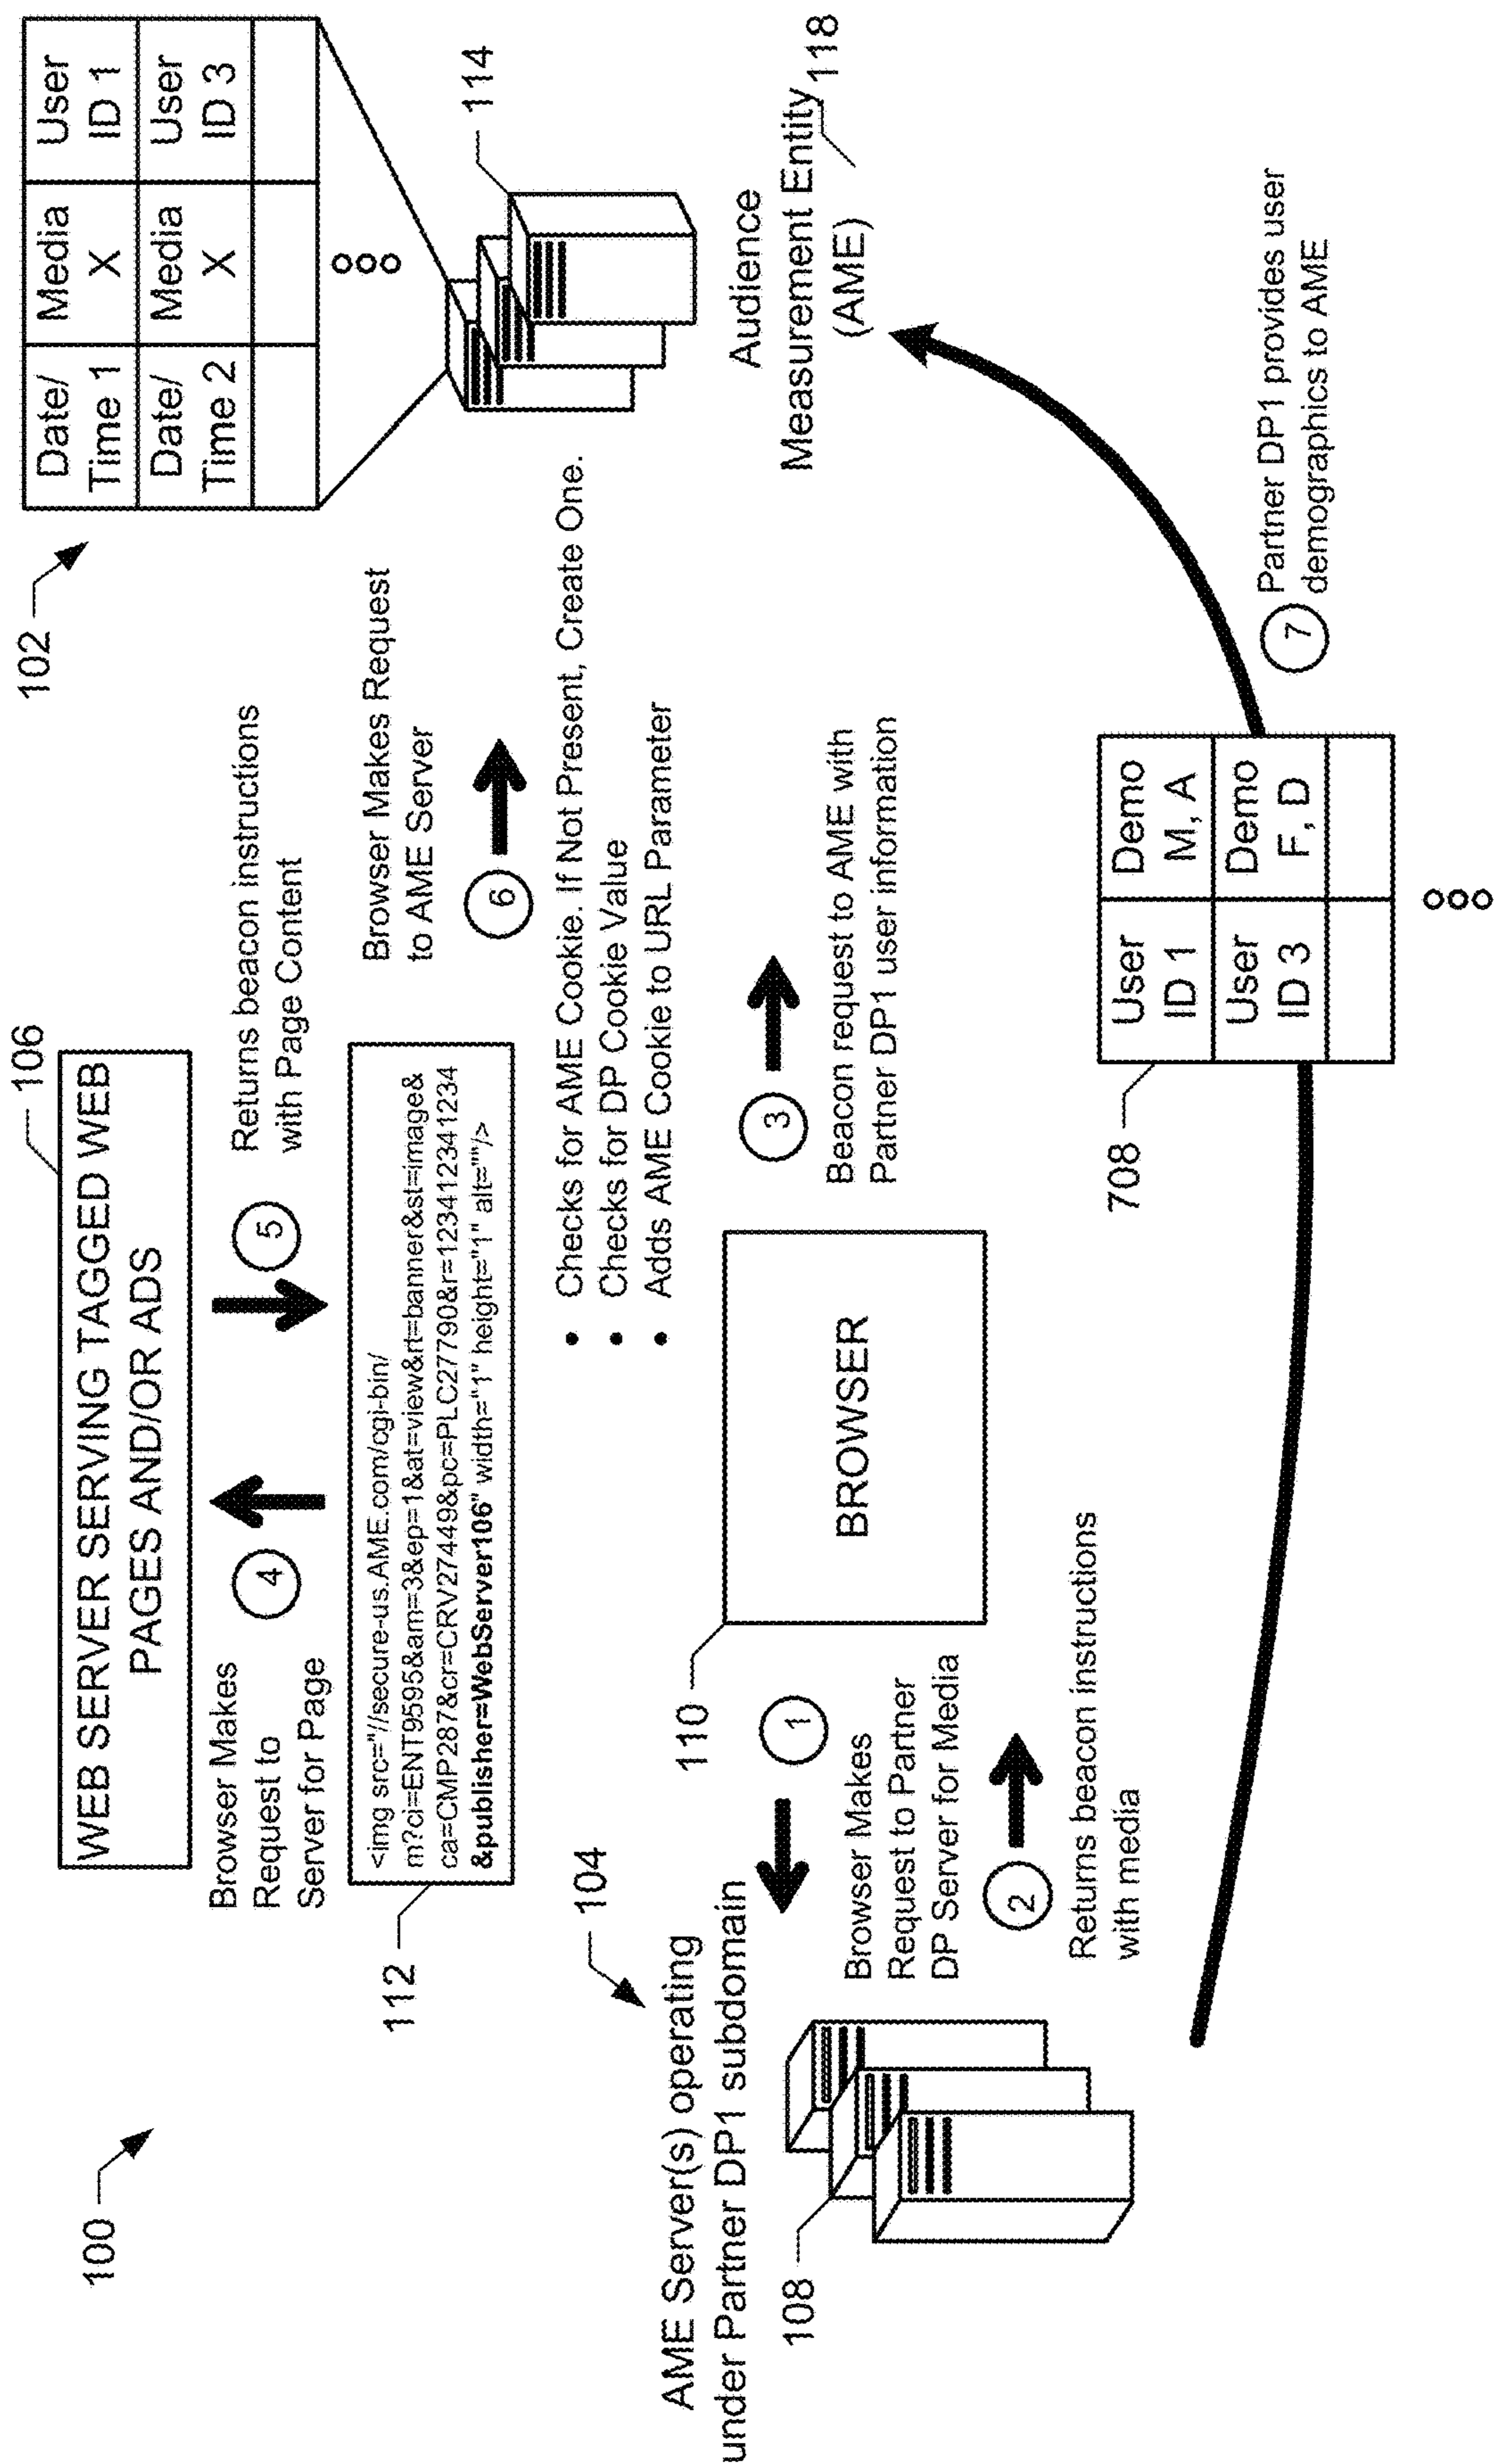 100
WEB SERVER SERVING TAGGED WEB
PAGES AND/OR ADS
106
102
Date/
Time 1
Media
X
User
ID 1
Date/
Time 2
Media
X
User
ID 3
Browser Makes
Request to
Server for Page
4
5
Returns beacon instructions
with Page Content
<img src="//secure-us.AME.com/cgi-bin/
m?ci=ENT9595&am=3&ep=1&at=view&rt=banner&st=image&
ca=CMP287&cr=CRV27449&pc=PLC27790&r=123412341234
&publisher=WebServer106" width="1" height="1" alt=""/>
112
Browser Makes Request
to AME Server
6
• Checks for AME Cookie. If Not Present, Create One.
• Checks for DP Cookie Value
• Adds AME Cookie to URL Parameter
114
Audience
Measurement Entity
(AME)
118
104
AME Server(s) operating
under Partner DP1 subdomain
108
1
Browser Makes
Request to Partner
DP Server for Media
2
Returns beacon instructions
with media
110
BROWSER
3
Beacon request to AME with
Partner DP1 user information
708
User
ID 1
Demo
M, A
User
ID 3
Demo
F, D
7
Partner DP1 provides user
demographics to AME